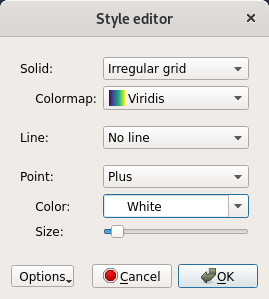 Style editor
Solid: Irregular grid
Colormap: Viridis
Line: No line
Point: Plus
Color: White
Size:
Options... Cancel OK